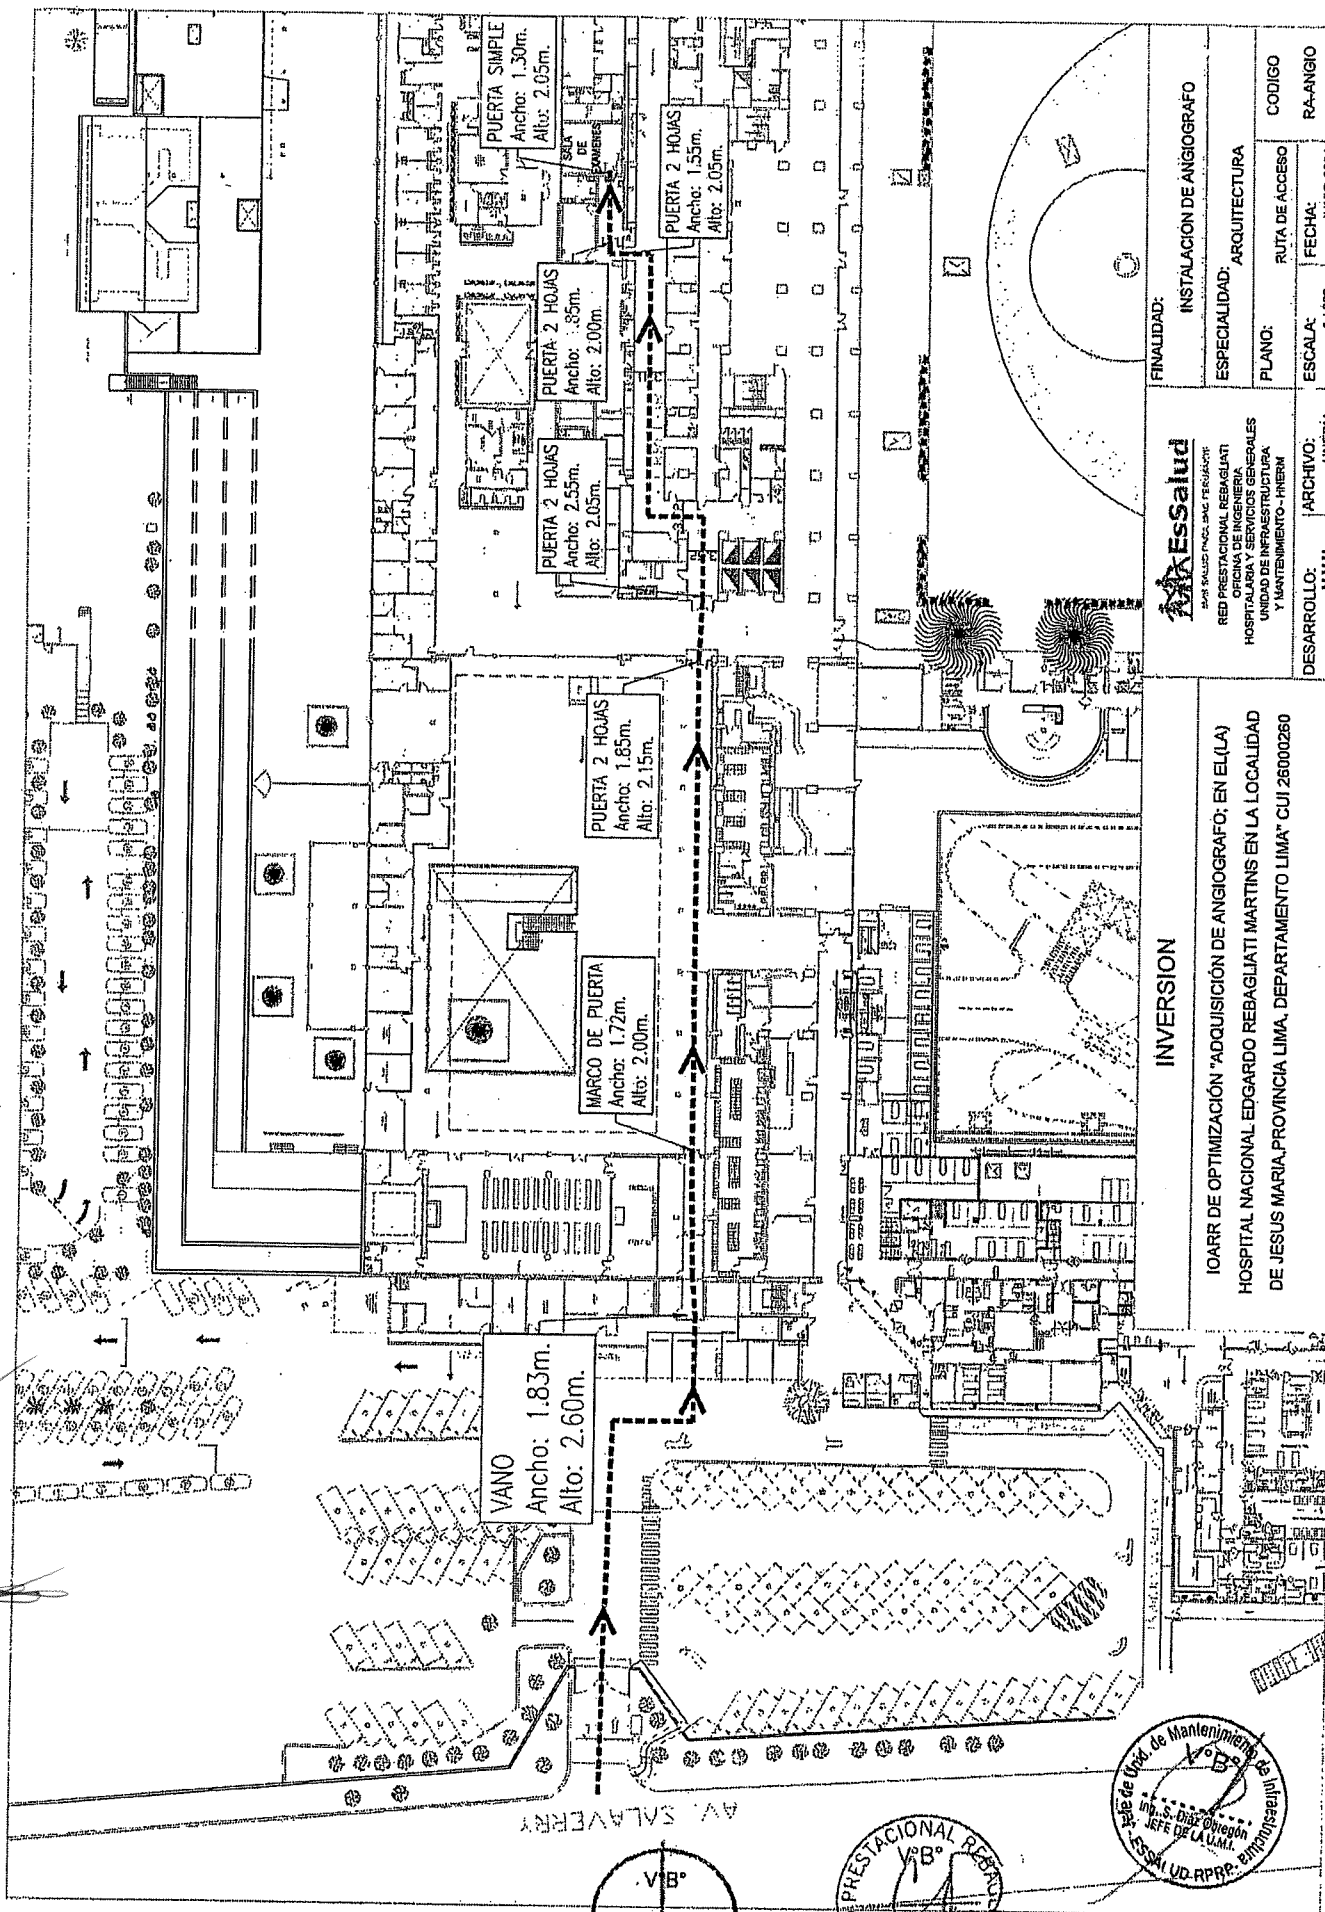 VANO
Ancho: 1.83m.
Alto: 2.60m.
MARCO DE PUERTA
Ancho: 1.72m.
Alto: 2.00m.
PUERTA 2 HOJAS
Ancho: 1.85m.
Alto: 2.15m.
PUERTA 2 HOJAS
Ancho: 2.55m.
Alto: 2.05m.
PUERTA 2 HOJAS
Ancho: .85m.
Alto: 2.00m.
PUERTA SIMPLE
Ancho: 1.30m.
Alto: 2.05m.
SALA
DE
EXAMENES
PUERTA 2 HOJAS
Ancho: 1.55m.
Alto: 2.05m.
AV. SALAVERRY
INVERSION
IOARR DE OPTIMIZACIÓN "ADQUISICIÓN DE ANGIOGRAFO; EN EL(LA)
HOSPITAL NACIONAL EDGARDO REBAGLIATI MARTINS EN LA LOCALIDAD
DE JESUS MARIA,PROVINCIA LIMA, DEPARTAMENTO LIMA" CUI 26000260
EsSalud
RED PRESTACIONAL REBAGLIATI
OFICINA DE INGENIERIA
HOSPITALARIA Y SERVICIOS GENERALES
UNIDAD DE INFRAESTRUCTURA
Y MANTENIMIENTO - HNERM
DESARROLLO:
ARCHIVO:
FINALIDAD:
INSTALACION DE ANGIOGRAFO
ESPECIALIDAD:
ARQUITECTURA
PLANO:
RUTA DE ACCESO
CODIGO
RA-ANGIO
ESCALA:
FECHA:
V°B°
PRESTACIONAL
V°B°
Jefe de Unid. de Mantenimiento de Infraestructura
V°B°
Ing. S. Díaz Obregón
JEFE DE LA U.M.I.
ESSALUD-RPR